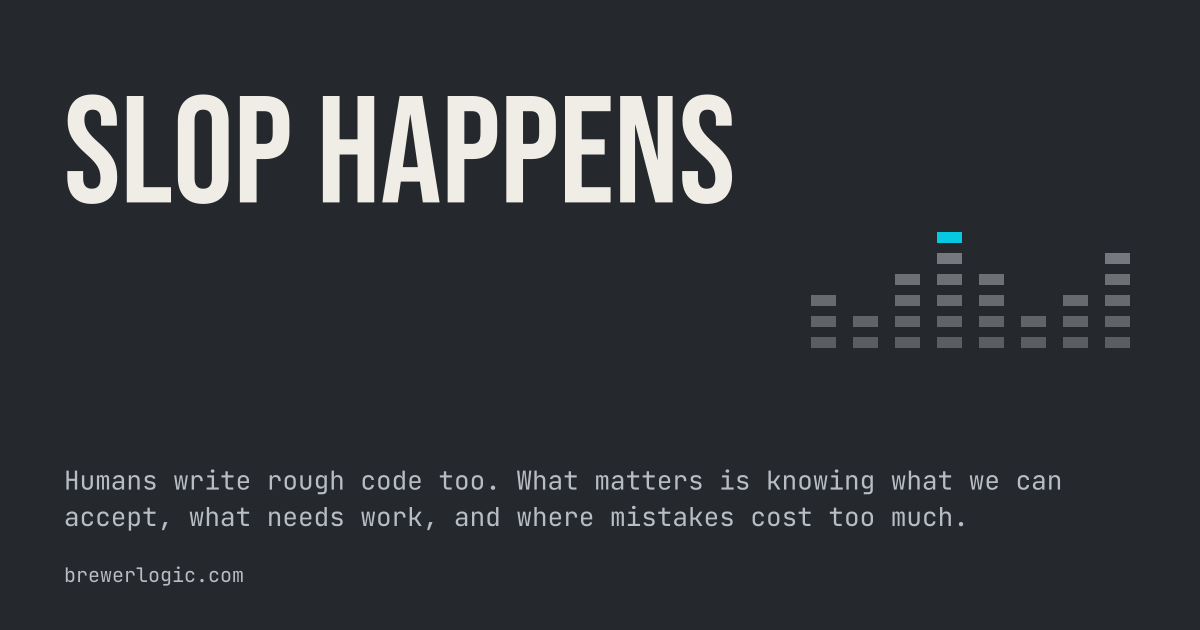 SLOP HAPPENS
Humans write rough code too. What matters is knowing what we can
accept, what needs work, and where mistakes cost too much.
brewerlogic.com